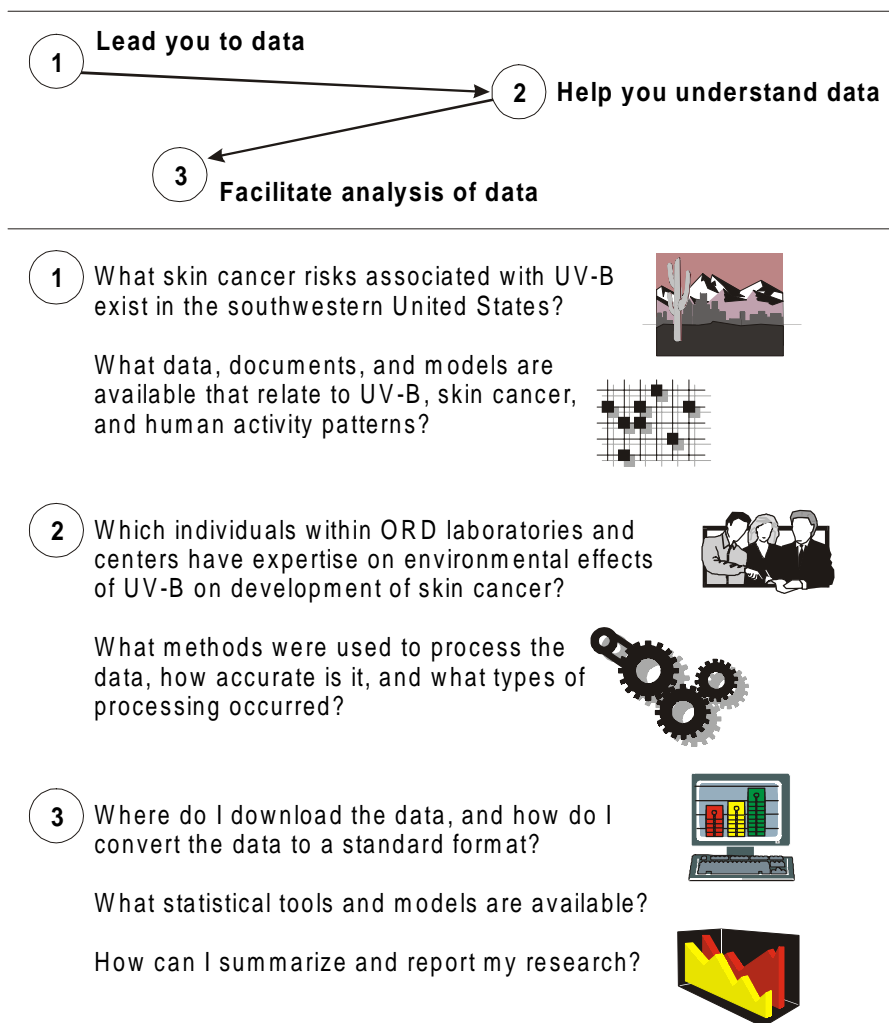 1 Lead you to data
2 Help you understand data
3 Facilitate analysis of data
1 What skin cancer risks associated with UV-B
exist in the southwestern United States?
What data, documents, and models are
available that relate to UV-B, skin cancer,
and human activity patterns?
2 Which individuals within ORD laboratories and
centers have expertise on environmental effects
of UV-B on development of skin cancer?
What methods were used to process the
data, how accurate is it, and what types of
processing occurred?
3 Where do I download the data, and how do I
convert the data to a standard format?
What statistical tools and models are available?
How can I summarize and report my research?